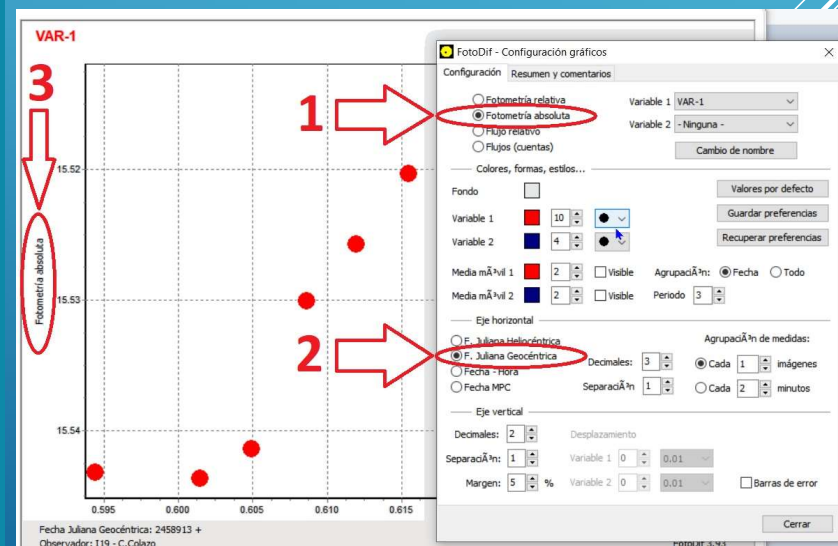 VAR-1
3
15.52
15.53
15.54
Fotometría absoluta
0.595 0.600 0.605 0.610 0.615
Fecha Juliana Geocéntrica: 2458913 +
Observador: I19 - C.Colazo
FotoDif 3.93
1
2
FotoDif - Configuración gráficos
Configuración Resumen y comentarios
Fotometría relativa
Fotometría absoluta
Flujo relativo
Flujos (cuentas)
Variable 1 VAR-1
Variable 2 - Ninguna -
Cambio de nombre
Colores, formas, estilos...
Fondo
Valores por defecto
Variable 1 10
Guardar preferencias
Variable 2 4
Recuperar preferencias
Media mÃ³vil 1 2 Visible AgrupaciÃ³n: Fecha Todo
Media mÃ³vil 2 2 Visible Periodo 3
Eje horizontal
F. Juliana Heliocéntrica
F. Juliana Geocéntrica
Fecha - Hora
Fecha MPC
Decimales: 3
SeparaciÃ³n 1
AgrupaciÃ³n de medidas:
Cada 1 imágenes
Cada 2 minutos
Eje vertical
Decimales: 2 Desplazamiento
SeparaciÃ³n: 1 Variable 1 0 0.01
Margen: 5 % Variable 2 0 0.01 Barras de error
Cerrar